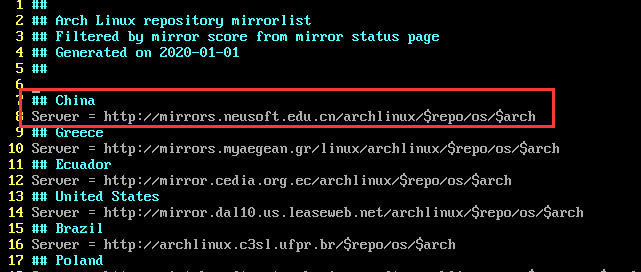 1 ##
2 ## Arch Linux repository mirrorlist
3 ## Filtered by mirror score from mirror status page
4 ## Generated on 2020-01-01
5 ##
6
7 ## China
8 Server = http://mirrors.neusoft.edu.cn/archlinux/$repo/os/$arch
9 ## Greece
10 Server = http://mirrors.myaegean.gr/linux/archlinux/$repo/os/$arch
11 ## Ecuador
12 Server = http://mirror.cedia.org.ec/archlinux/$repo/os/$arch
13 ## United States
14 Server = http://mirror.dal10.us.leaseweb.net/archlinux/$repo/os/$arch
15 ## Brazil
16 Server = http://archlinux.c3sl.ufpr.br/$repo/os/$arch
17 ## Poland